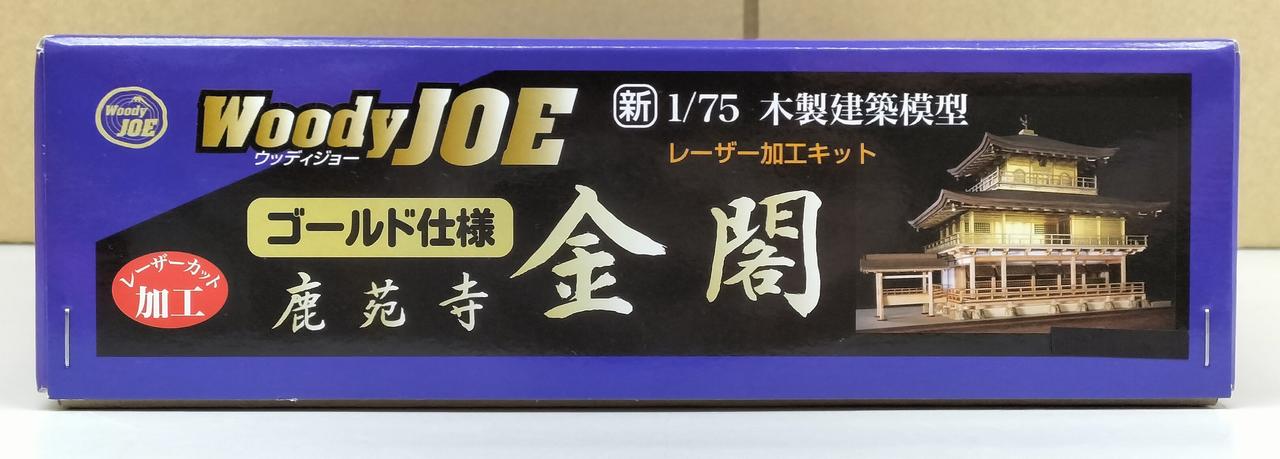 Woody JOE
WoodyJOE
ウッディジョー
新 1/75 木製建築模型
レーザー加工キット
ゴールド仕様
鹿苑寺 金閣
レーザーカット
加工